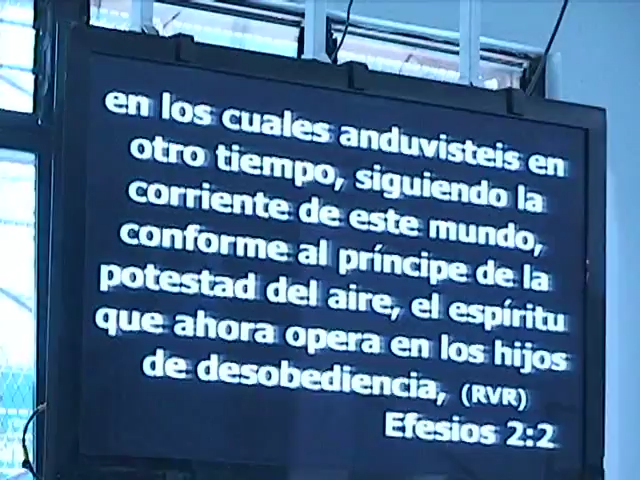 en los cuales anduvisteis en
otro tiempo, siguiendo la
corriente de este mundo,
conforme al príncipe de la
potestad del aire, el espíritu
que ahora opera en los hijos
de desobediencia, (RVR)
Efesios 2:2